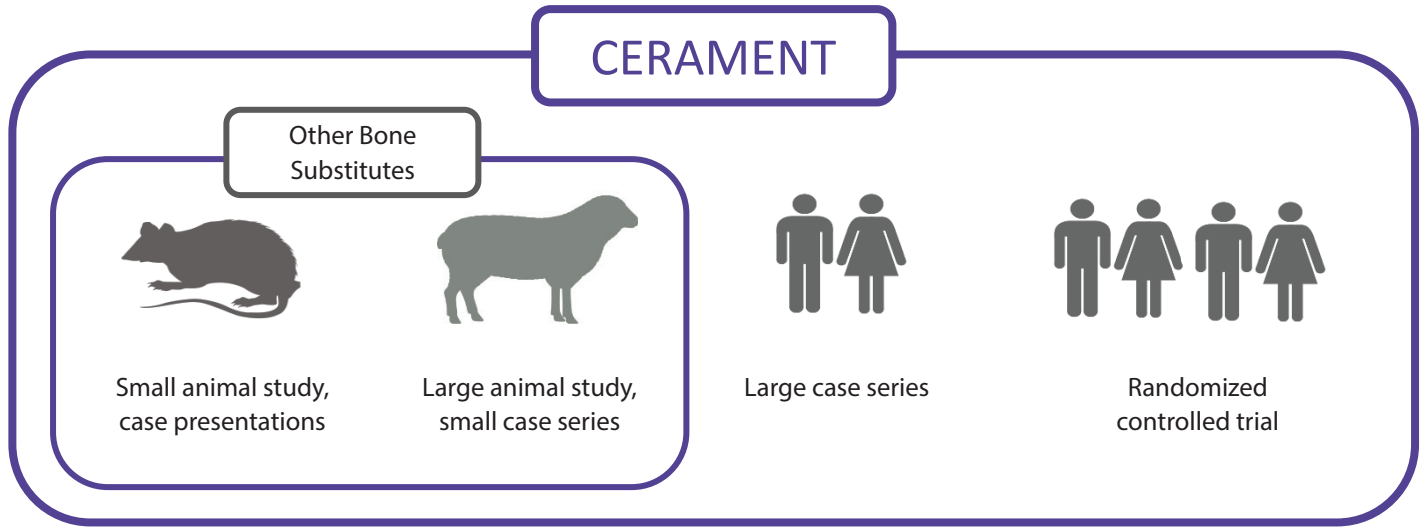 CERAMENT
Other Bone
Substitutes
Small animal study,
case presentations
Large animal study,
small case series
Large case series
Randomized
controlled trial